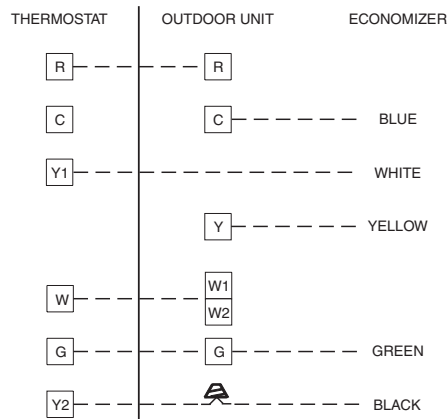 THERMOSTAT OUTDOOR UNIT ECONOMIZER
R R
C C BLUE
Y1 WHITE
Y YELLOW
W1
W
W2
G G GREEN
Y2 BLACK